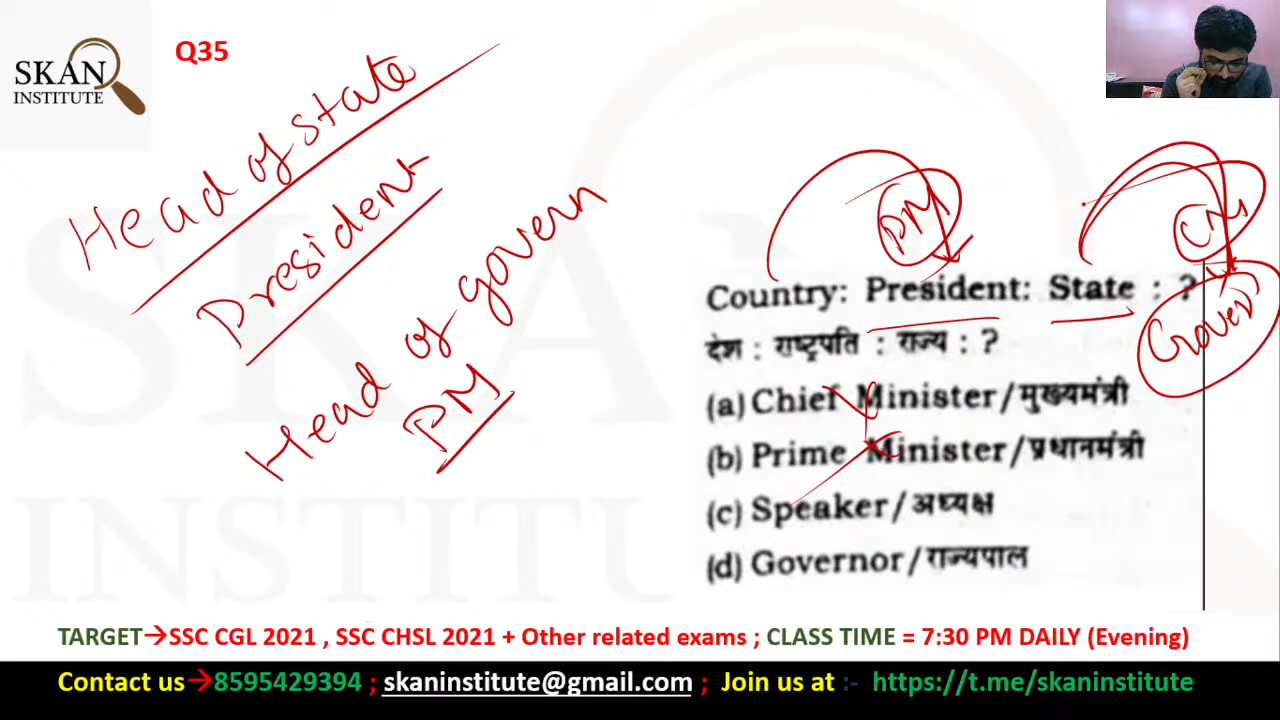 SKAN
INSTITUTE
Q35
Head of state
President
Head of govern
PM
PM
CM
Country: President: State : ?
देश : राष्ट्रपति : राज्य : ?
(a) Chief Minister/मुख्यमंत्री
(b) Prime Minister/प्रधानमंत्री
(c) Speaker/अध्यक्ष
(d) Governor/राज्यपाल
TARGET→SSC CGL 2021 , SSC CHSL 2021 + Other related exams ; CLASS TIME = 7:30 PM DAILY (Evening)
Contact us→8595429394 ; skaninstitute@gmail.com ; Join us at :- https://t.me/skaninstitute